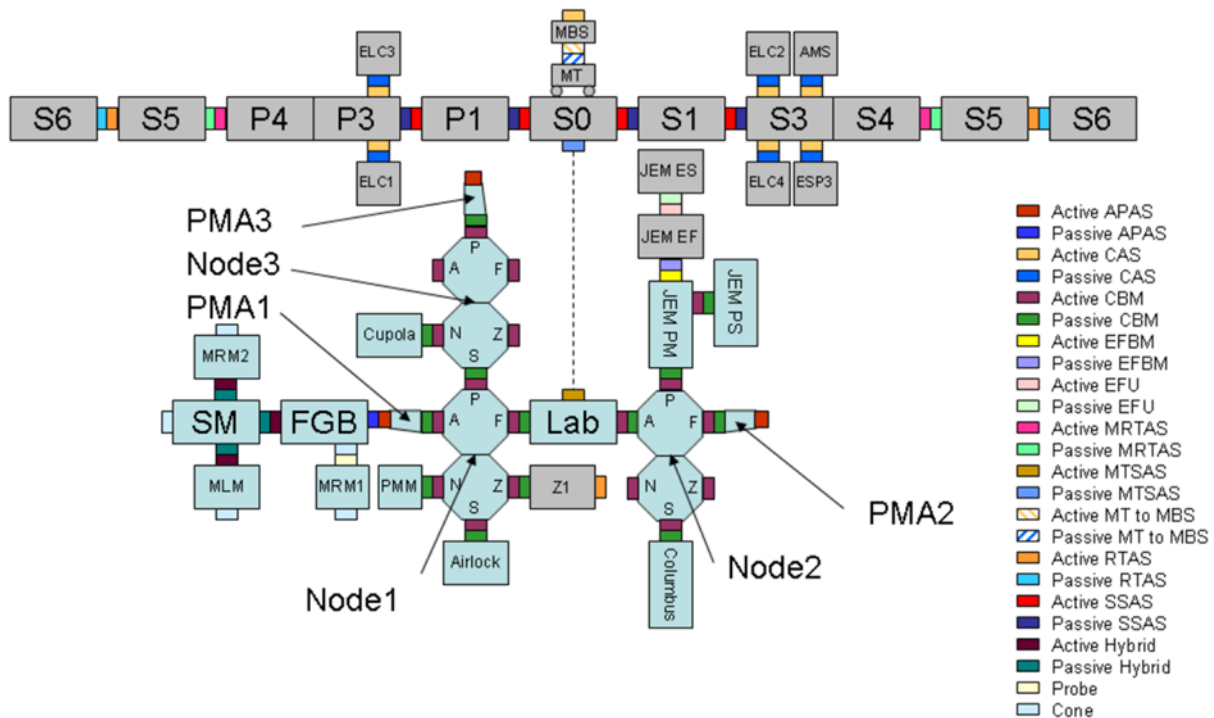 MBS
ELC3
MT
ELC2
AMS
S6
S5
P4
P3
P1
S0
S1
S3
S4
S5
S6
ELC1
JEM ES
ELC4
ESP3
PMA3
JEM EF
Node3
P
A
F
PMA1
JEM PM
JEM PS
Cupola
N
Z
S
MRM2
P
P
SM
FGB
A
F
Lab
A
F
PMA2
MLM
MRM1
PMM
N
Z
S
Z1
N
Z
S
Airlock
Columbus
Node1
Node2
Active APAS
Passive APAS
Active CAS
Passive CAS
Active CBM
Passive CBM
Active EFBM
Passive EFBM
Active EFU
Passive EFU
Active MRTAS
Passive MRTAS
Active MTSAS
Passive MTSAS
Active MT to MBS
Passive MT to MBS
Active RTAS
Passive RTAS
Active SSAS
Passive SSAS
Active Hybrid
Passive Hybrid
Probe
Cone